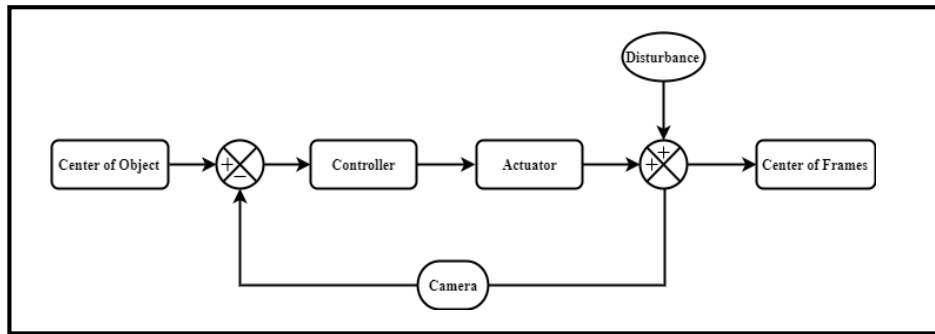 Disturbance
Center of Object
+
−
Controller
Actuator
+
+
Center of Frames
Camera